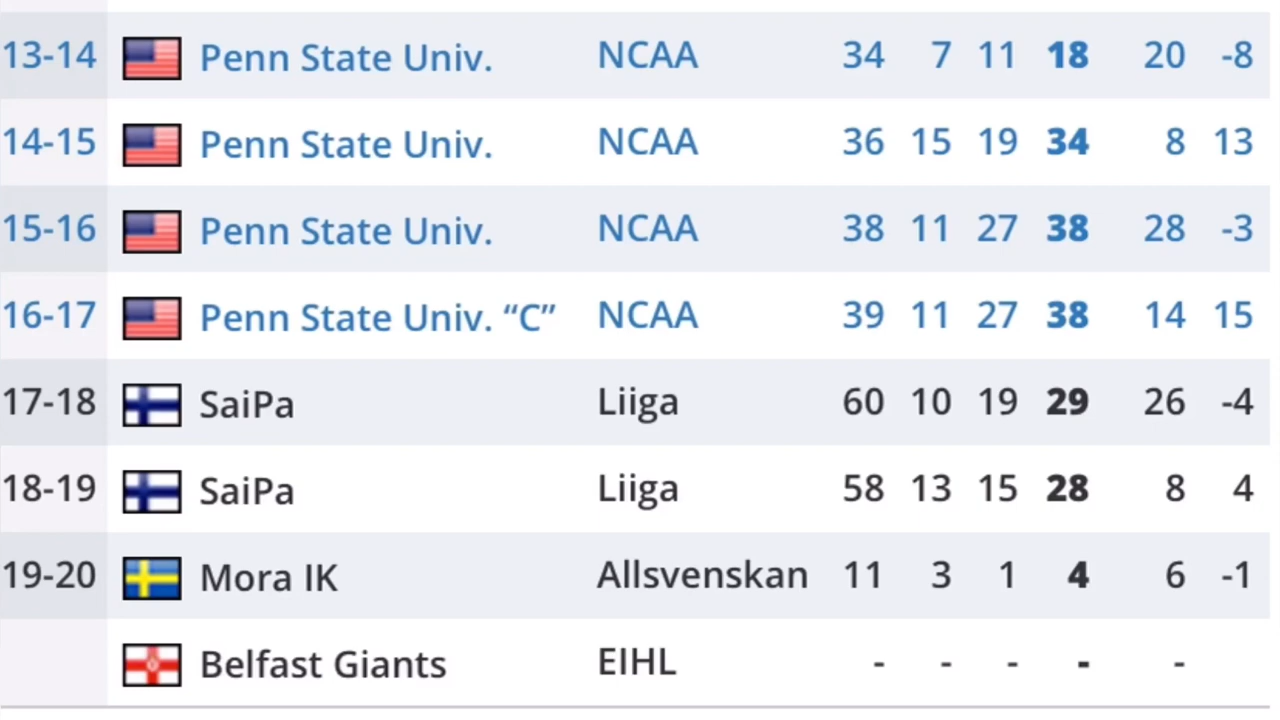 13-14 Penn State Univ. NCAA 34 7 11 18 20 -8
14-15 Penn State Univ. NCAA 36 15 19 34 8 13
15-16 Penn State Univ. NCAA 38 11 27 38 28 -3
16-17 Penn State Univ. “C” NCAA 39 11 27 38 14 15
17-18 SaiPa Liiga 60 10 19 29 26 -4
18-19 SaiPa Liiga 58 13 15 28 8 4
19-20 Mora IK Allsvenskan 11 3 1 4 6 -1
Belfast Giants EIHL - - - - -